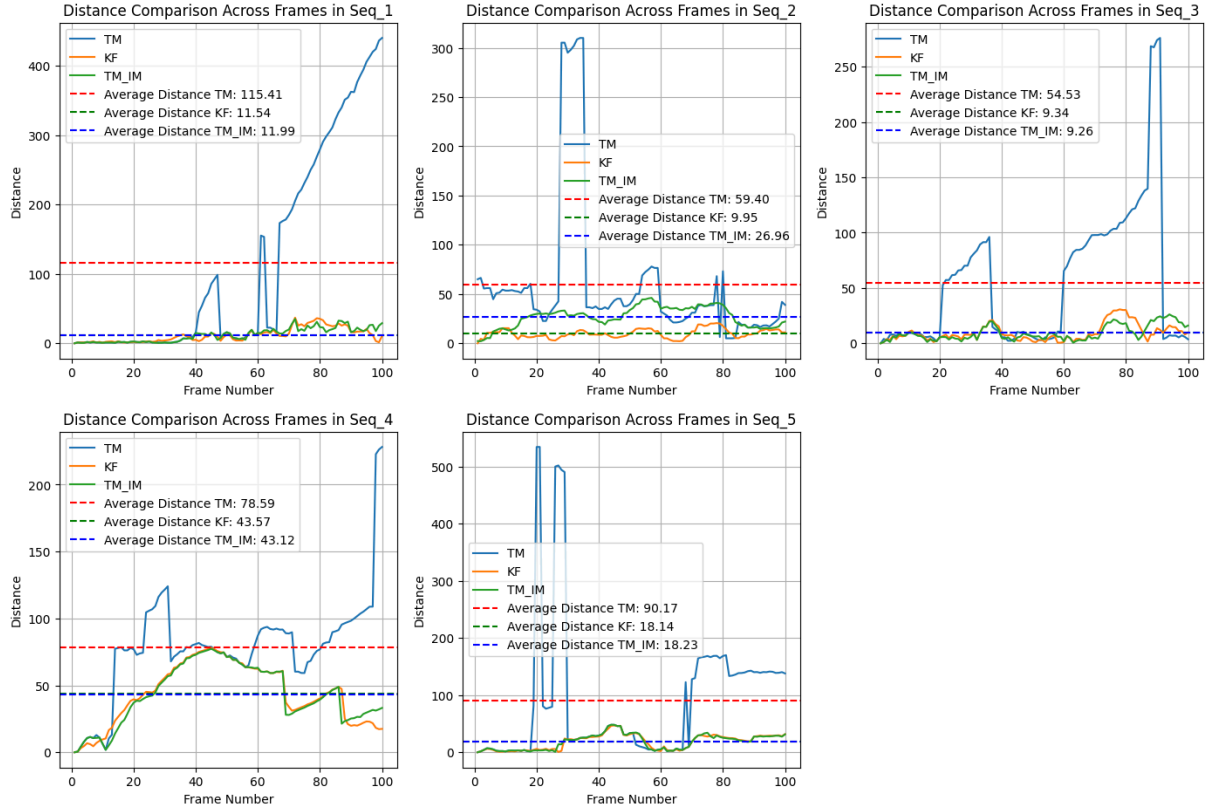 Distance Comparison Across Frames in Seq_1
TM
KF
TM_IM
Average Distance TM: 115.41
Average Distance KF: 11.54
Average Distance TM_IM: 11.99
400
300
200
100
0
Distance
0 20 40 60 80 100
Frame Number
Distance Comparison Across Frames in Seq_2
TM
KF
TM_IM
Average Distance TM: 59.40
Average Distance KF: 9.95
Average Distance TM_IM: 26.96
300
250
200
150
100
50
0
Distance
0 20 40 60 80 100
Frame Number
Distance Comparison Across Frames in Seq_3
TM
KF
TM_IM
Average Distance TM: 54.53
Average Distance KF: 9.34
Average Distance TM_IM: 9.26
250
200
150
100
50
0
Distance
0 20 40 60 80 100
Frame Number
Distance Comparison Across Frames in Seq_4
TM
KF
TM_IM
Average Distance TM: 78.59
Average Distance KF: 43.57
Average Distance TM_IM: 43.12
200
150
100
50
0
Distance
0 20 40 60 80 100
Frame Number
Distance Comparison Across Frames in Seq_5
TM
KF
TM_IM
Average Distance TM: 90.17
Average Distance KF: 18.14
Average Distance TM_IM: 18.23
500
400
300
200
100
0
Distance
0 20 40 60 80 100
Frame Number